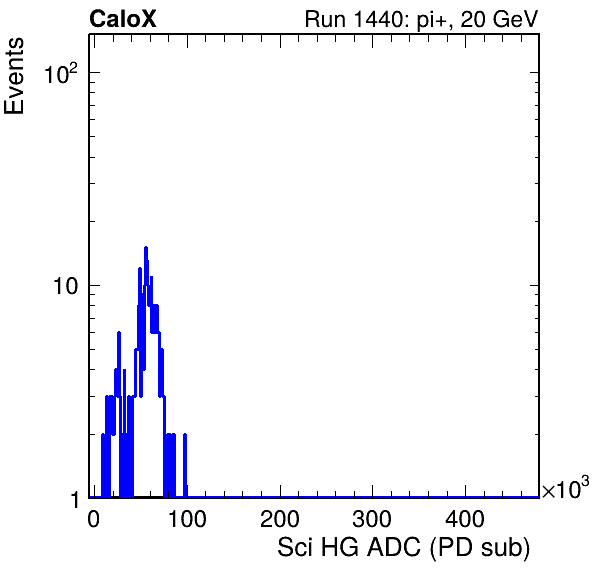 CaloX Run 1440: pi+, 20 GeV
Events
10²
10
1
0 100 200 300 400
×10³
Sci HG ADC (PD sub)